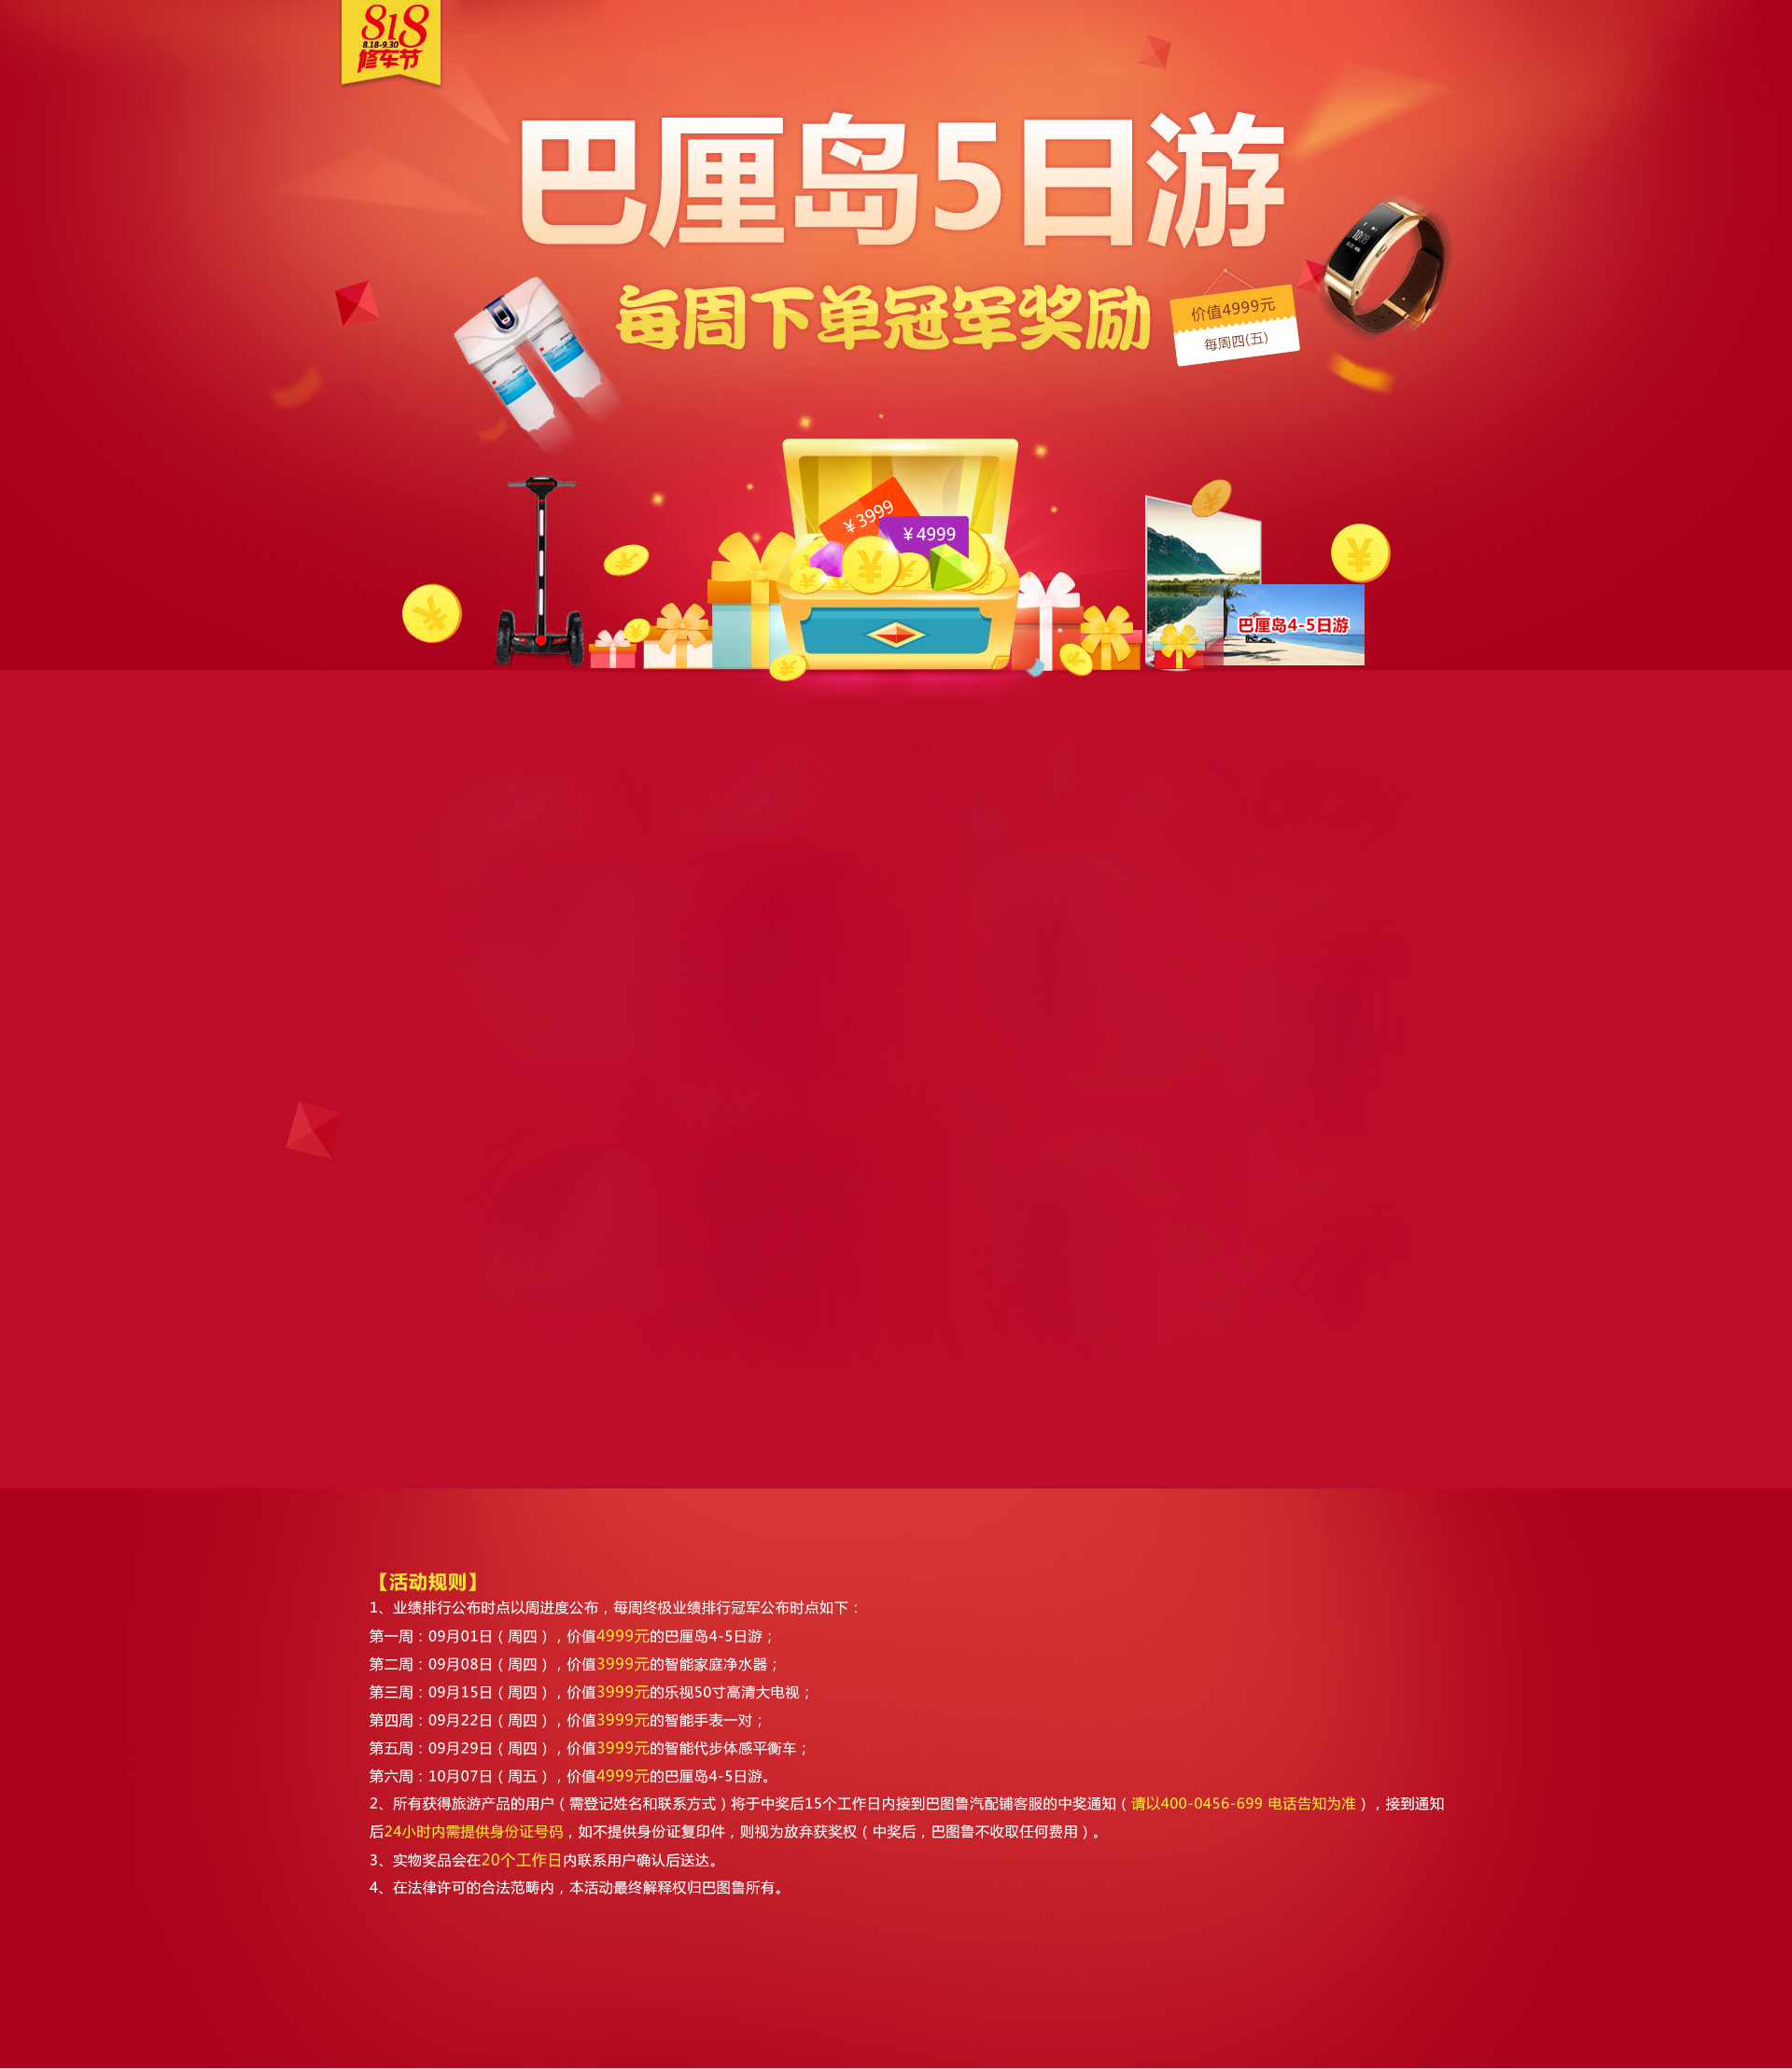 818
8.18-9.30
修车节
巴厘岛5日游
每周下单冠军奖励
价值4999元
每周四(五)
¥3999
¥4999
巴厘岛4-5日游
【活动规则】
1、业绩排行公布时点以周进度公布，每周终极业绩排行冠军公布时点如下：
第一周：09月01日（周四），价值4999元的巴厘岛4-5日游；
第二周：09月08日（周四），价值3999元的智能家庭净水器；
第三周：09月15日（周四），价值3999元的乐视50寸高清大电视；
第四周：09月22日（周四），价值3999元的智能手表一对；
第五周：09月29日（周四），价值3999元的智能代步体感平衡车；
第六周：10月07日（周五），价值4999元的巴厘岛4-5日游。
2、所有获得旅游产品的用户（需登记姓名和联系方式）将于中奖后15个工作日内接到巴图鲁汽配铺客服的中奖通知（请以400-0456-699 电话告知为准），接到通知
后24小时内需提供身份证号码，如不提供身份证复印件，则视为放弃获奖权（中奖后，巴图鲁不收取任何费用）。
3、实物奖品会在20个工作日内联系用户确认后送达。
4、在法律许可的合法范畴内，本活动最终解释权归巴图鲁所有。